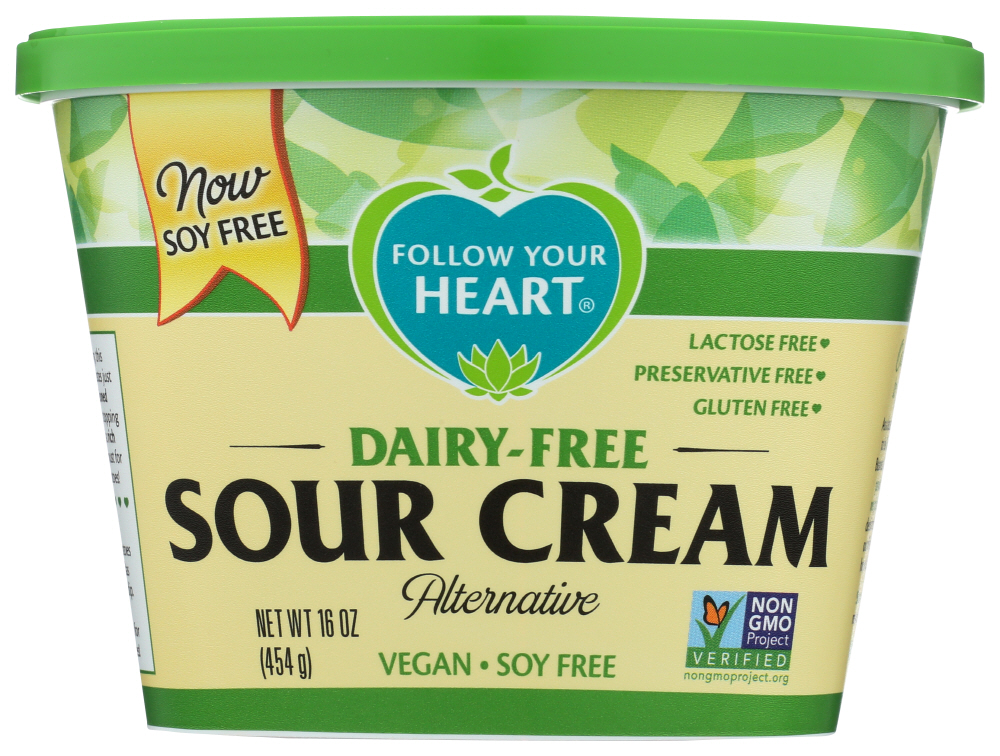 Now
SOY FREE
FOLLOW YOUR
HEART®
LACTOSE FREE♥
PRESERVATIVE FREE♥
GLUTEN FREE♥
DAIRY-FREE
SOUR CREAM
Alternative
NET WT 16 OZ
(454 g)
VEGAN • SOY FREE
NON
GMO
Project
VERIFIED
nongmoproject.org